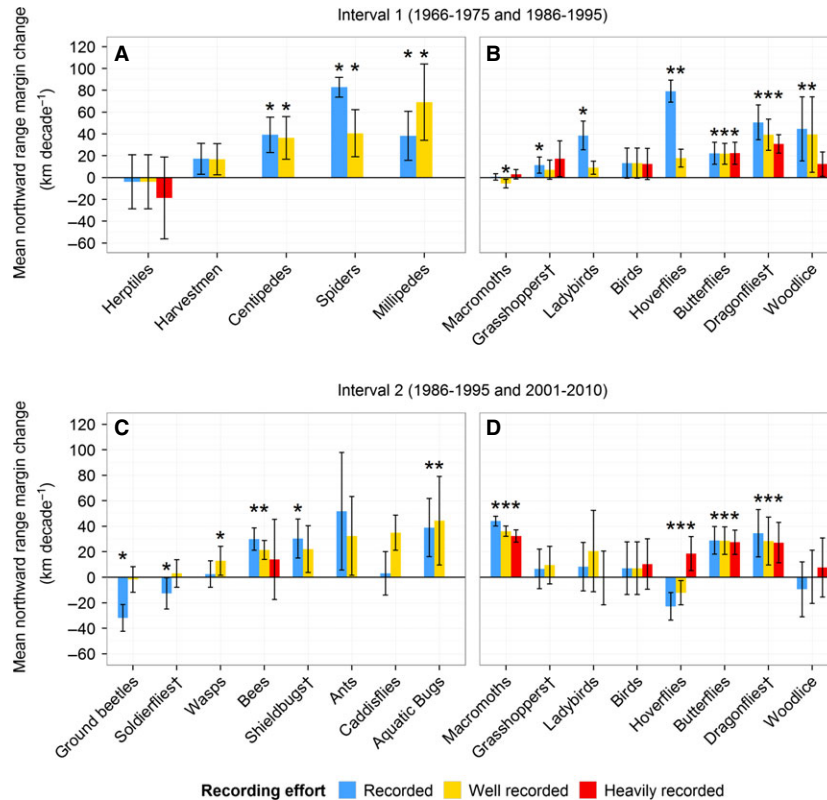 Interval 1 (1966-1975 and 1986-1995)
Mean northward range margin change
(km decade⁻¹)
A
B
120
100
80
60
40
20
0
−20
−40
−60
* *
* *
* *
*
*
*
**
***
***
**
Herptiles
Harvestmen
Centipedes
Spiders
Millipedes
Macromoths
Grasshoppers†
Ladybirds
Birds
Hoverflies
Butterflies
Dragonflies†
Woodlice
Interval 2 (1986-1995 and 2001-2010)
Mean northward range margin change
(km decade⁻¹)
C
D
120
100
80
60
40
20
0
−20
−40
−60
*
*
*
**
*
**
***
***
***
***
Ground beetles
Soldierflies†
Wasps
Bees
Shieldbugs†
Ants
Caddisflies
Aquatic Bugs
Macromoths
Grasshoppers†
Ladybirds
Birds
Hoverflies
Butterflies
Dragonflies†
Woodlice
Recording effort Recorded Well recorded Heavily recorded